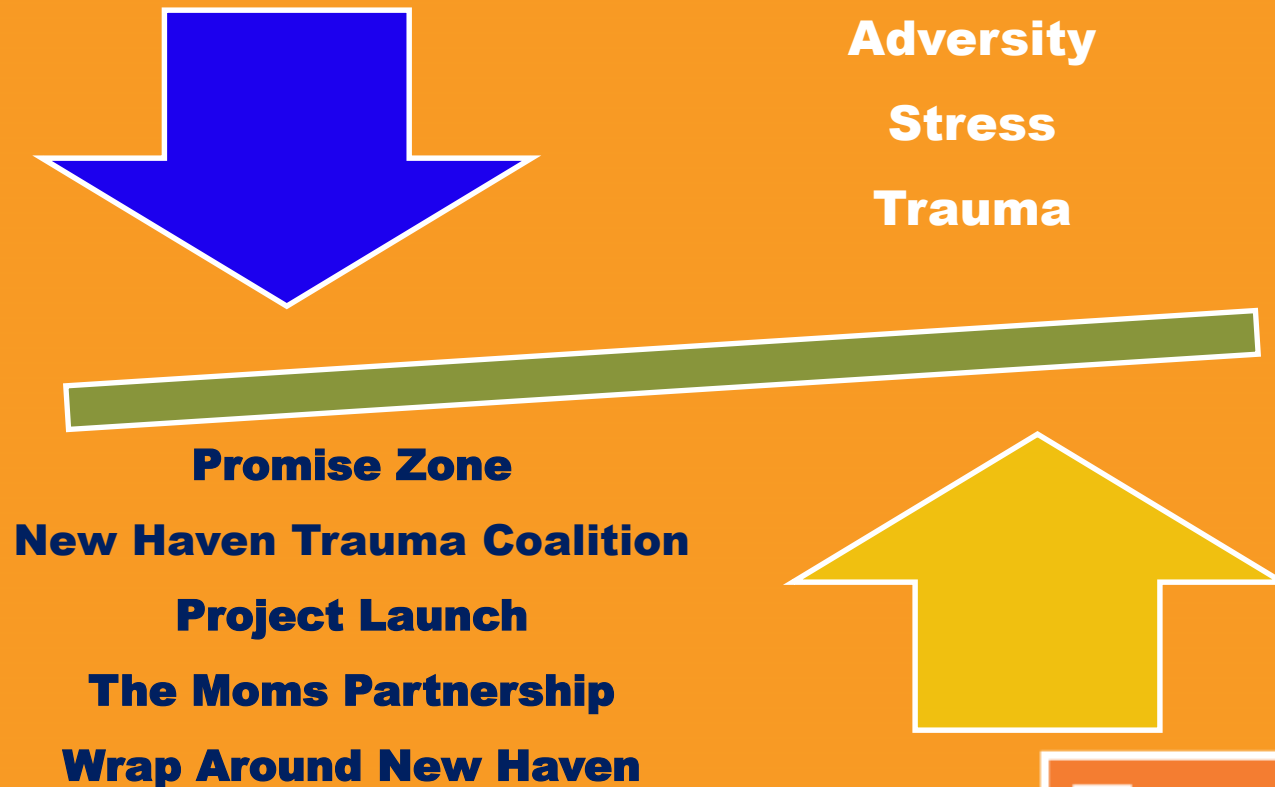 Adversity
Stress
Trauma
Promise Zone
New Haven Trauma Coalition
Project Launch
The Moms Partnership
Wrap Around New Haven